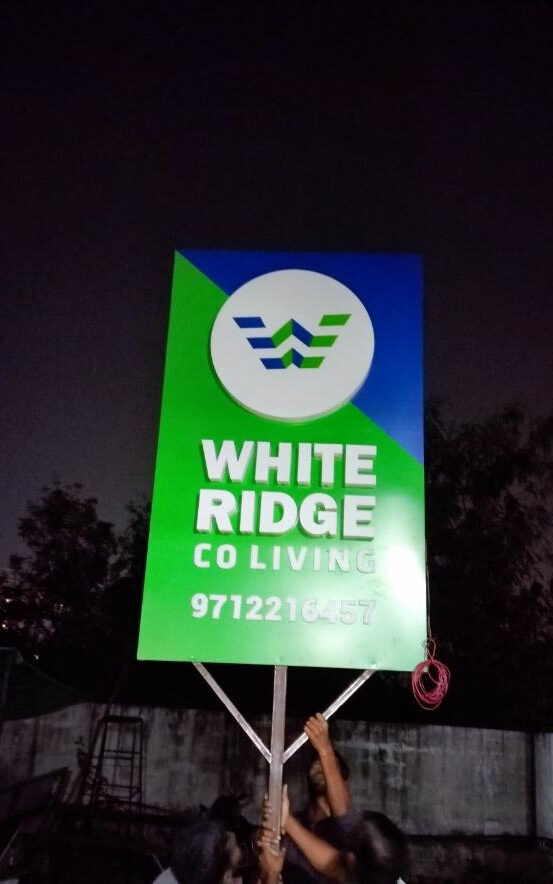 WHITE
RIDGE
CO LIVING
9712216457